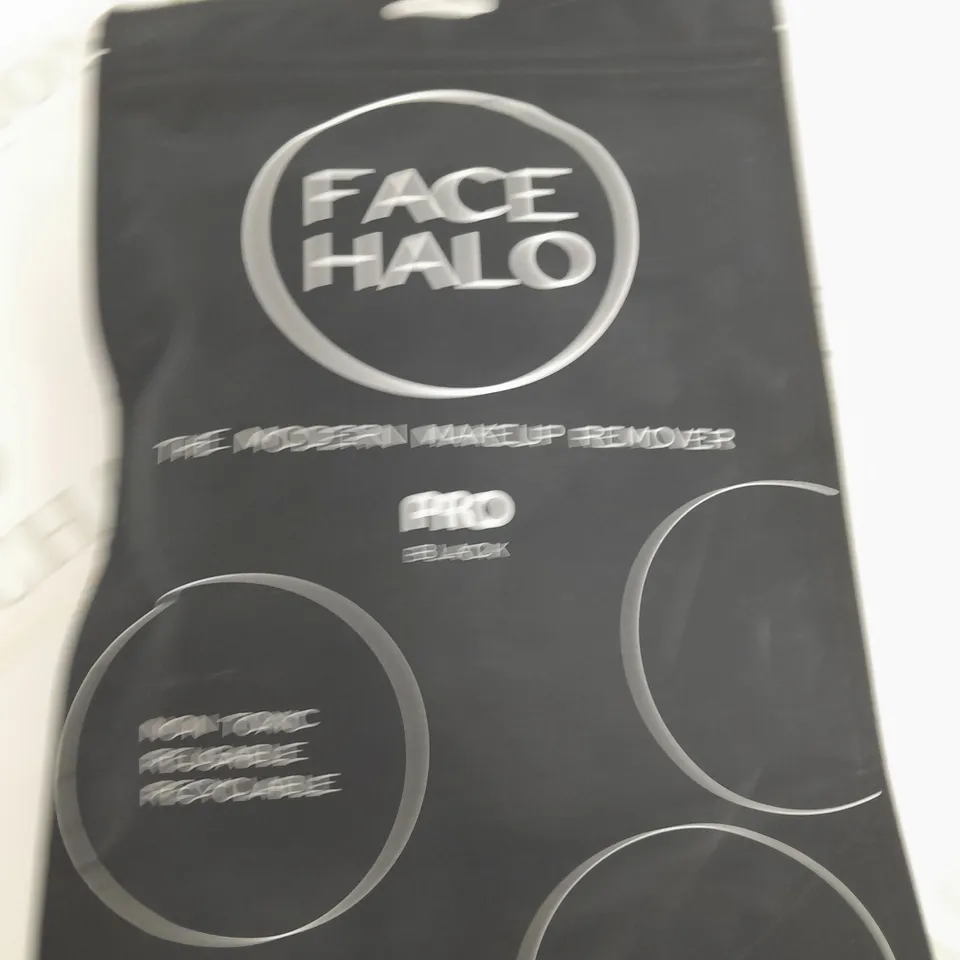 FACE
HALO
THE MODERN MAKEUP REMOVER
PRO
BLACK
NON TOXIC
REUSABLE
RECYCLABLE